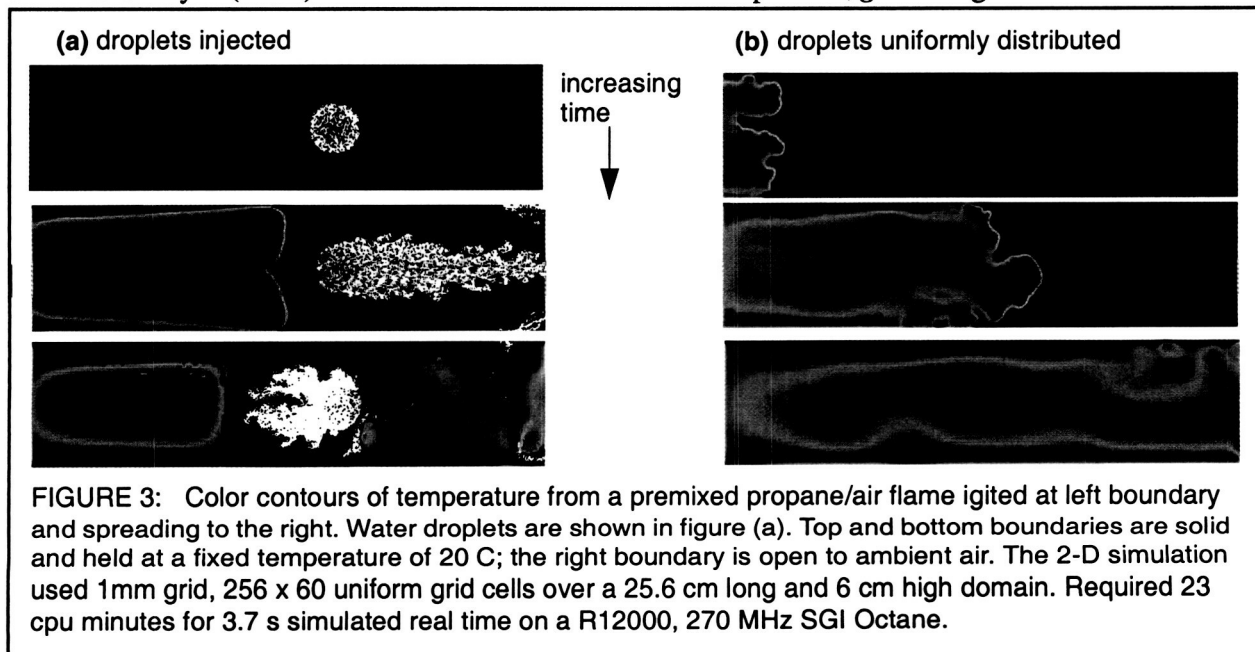 (a) droplets injected
(b) droplets uniformly distributed
increasing
time
FIGURE 3: Color contours of temperature from a premixed propane/air flame igited at left boundary
and spreading to the right. Water droplets are shown in figure (a). Top and bottom boundaries are solid
and held at a fixed temperature of 20 C; the right boundary is open to ambient air. The 2-D simulation
used 1mm grid, 256 x 60 uniform grid cells over a 25.6 cm long and 6 cm high domain. Required 23
cpu minutes for 3.7 s simulated real time on a R12000, 270 MHz SGI Octane.